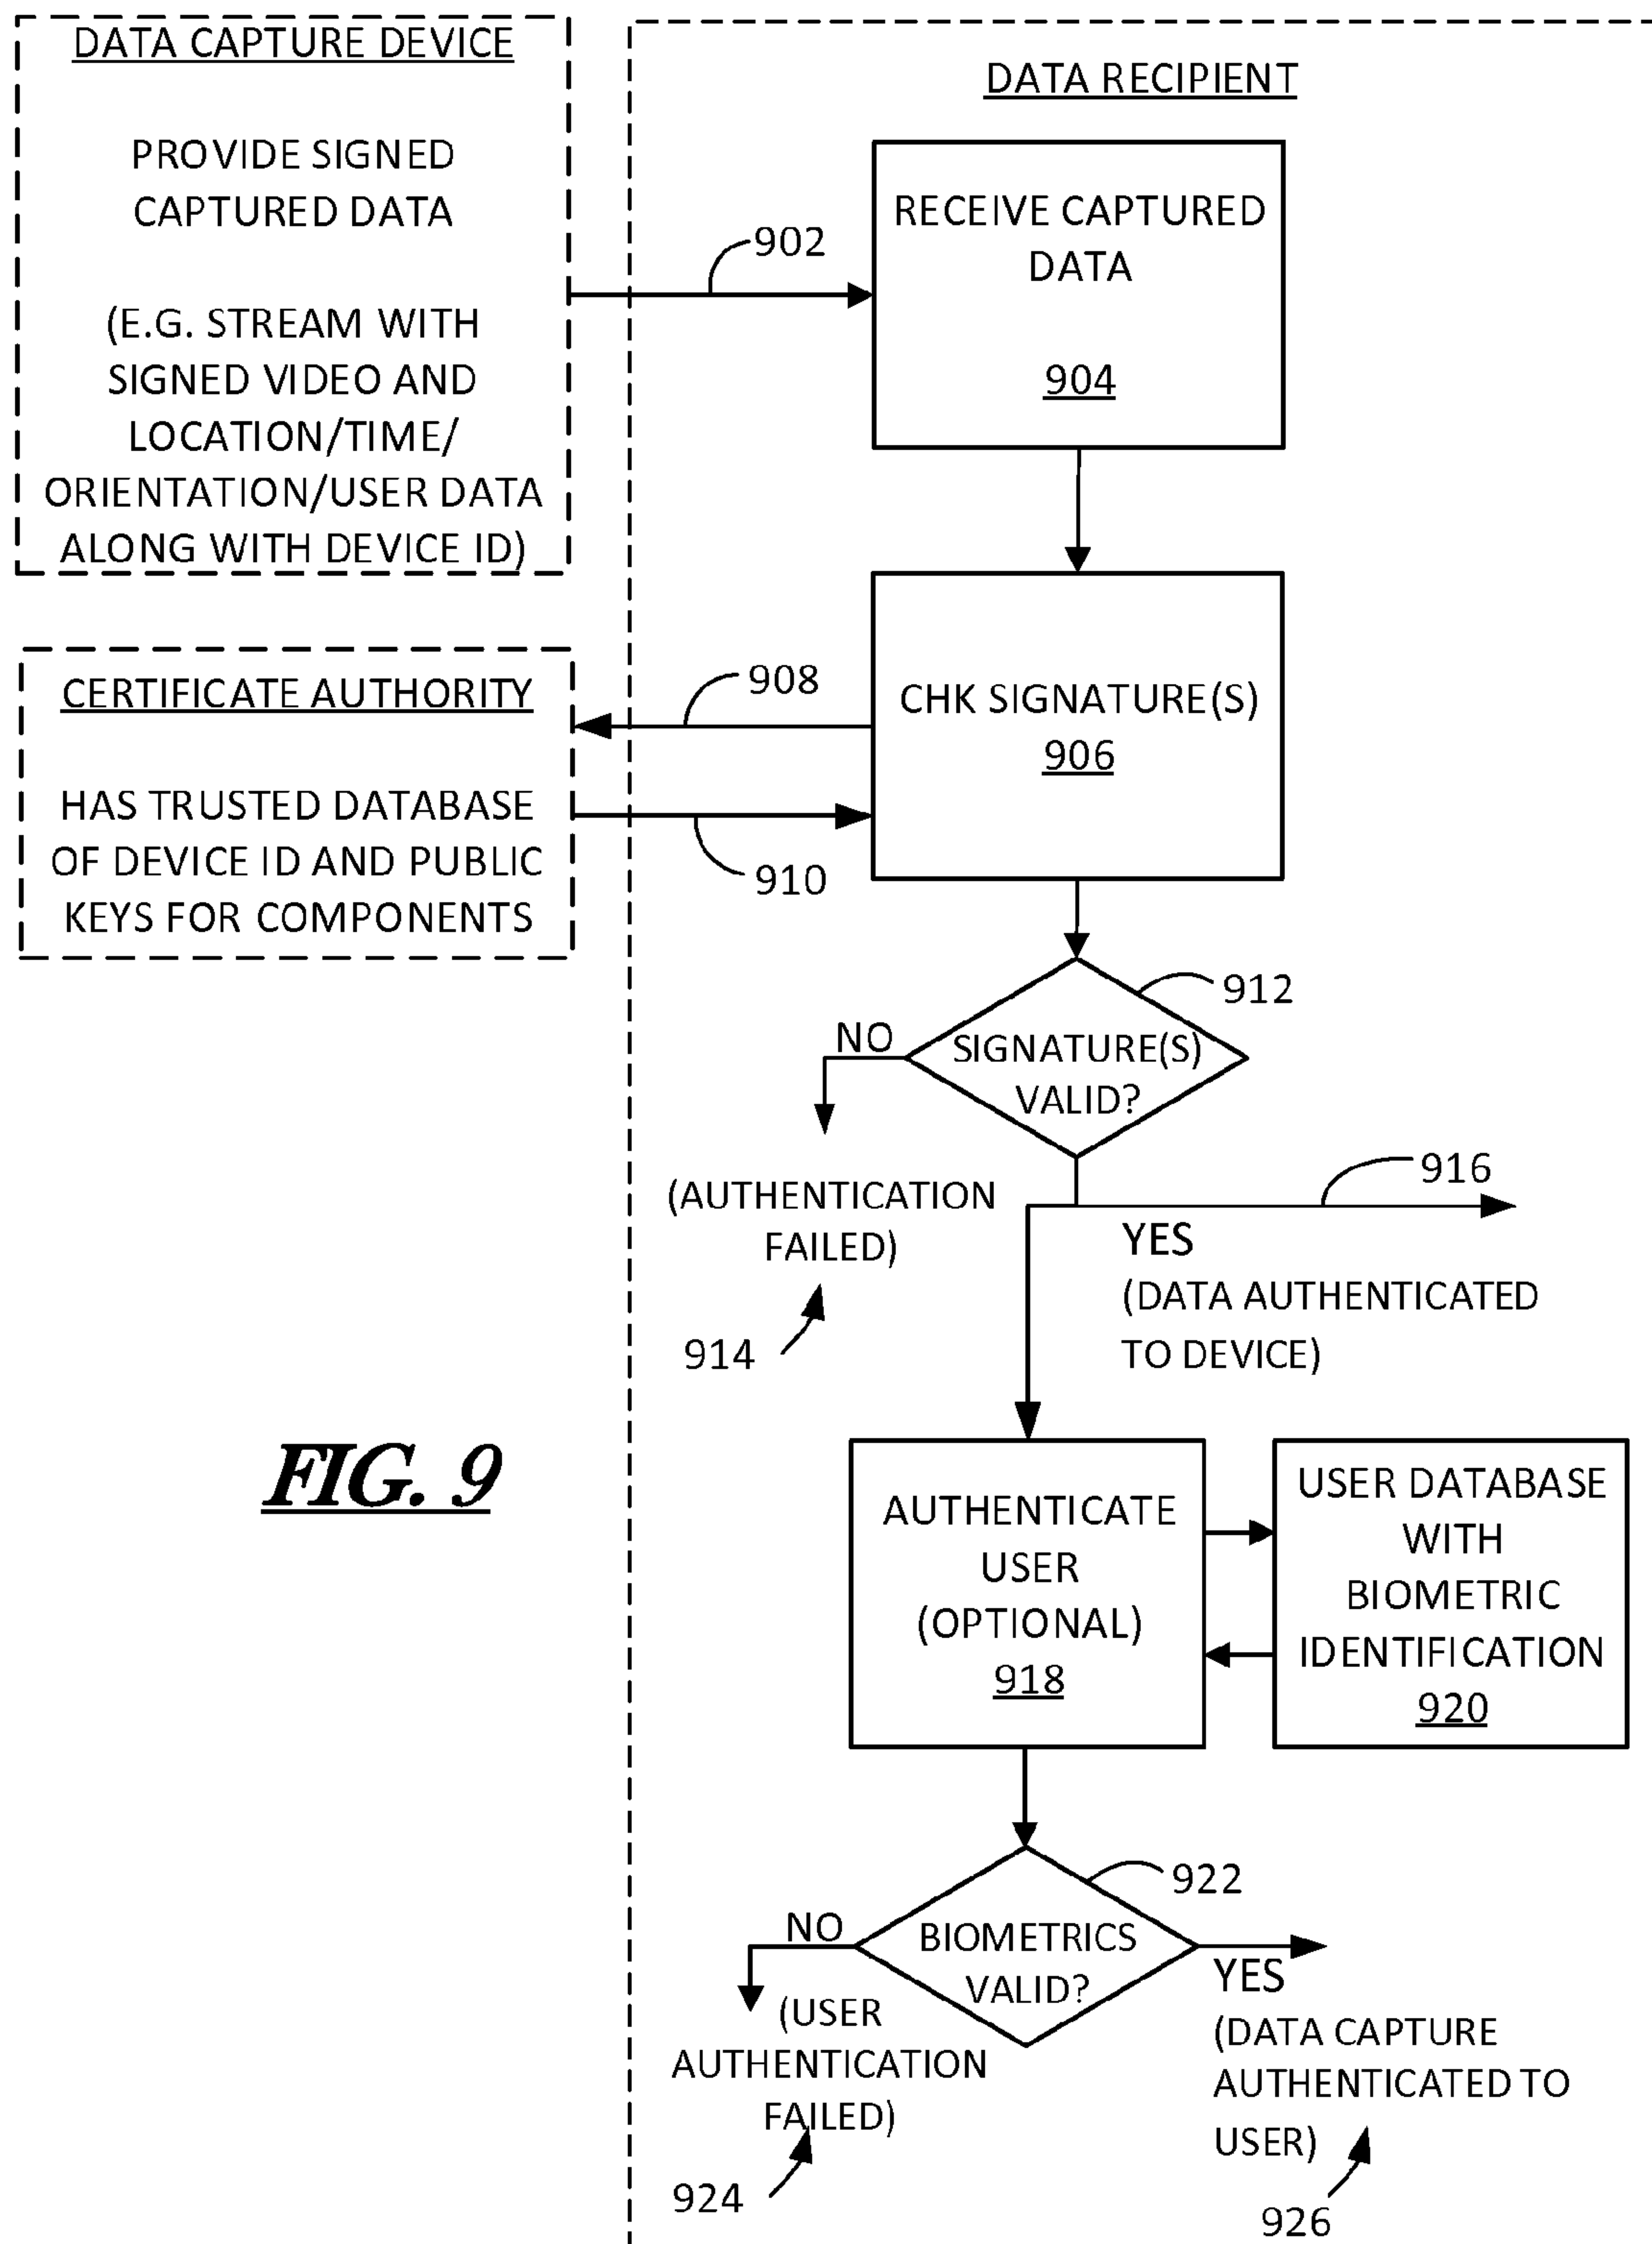 DATA CAPTURE DEVICE
PROVIDE SIGNED
CAPTURED DATA
(E.G. STREAM WITH
SIGNED VIDEO AND
LOCATION/TIME/
ORIENTATION/USER DATA
ALONG WITH DEVICE ID)
DATA RECIPIENT
902
RECEIVE CAPTURED
DATA
904
CERTIFICATE AUTHORITY
HAS TRUSTED DATABASE
OF DEVICE ID AND PUBLIC
KEYS FOR COMPONENTS
908
910
CHK SIGNATURE(S)
906
912
SIGNATURE(S)
VALID?
NO
(AUTHENTICATION
FAILED)
914
916
YES
(DATA AUTHENTICATED
TO DEVICE)
FIG. 9
AUTHENTICATE
USER
(OPTIONAL)
918
USER DATABASE
WITH
BIOMETRIC
IDENTIFICATION
920
922
BIOMETRICS
VALID?
NO
(USER
AUTHENTICATION
FAILED)
924
YES
(DATA CAPTURE
AUTHENTICATED TO
USER)
926